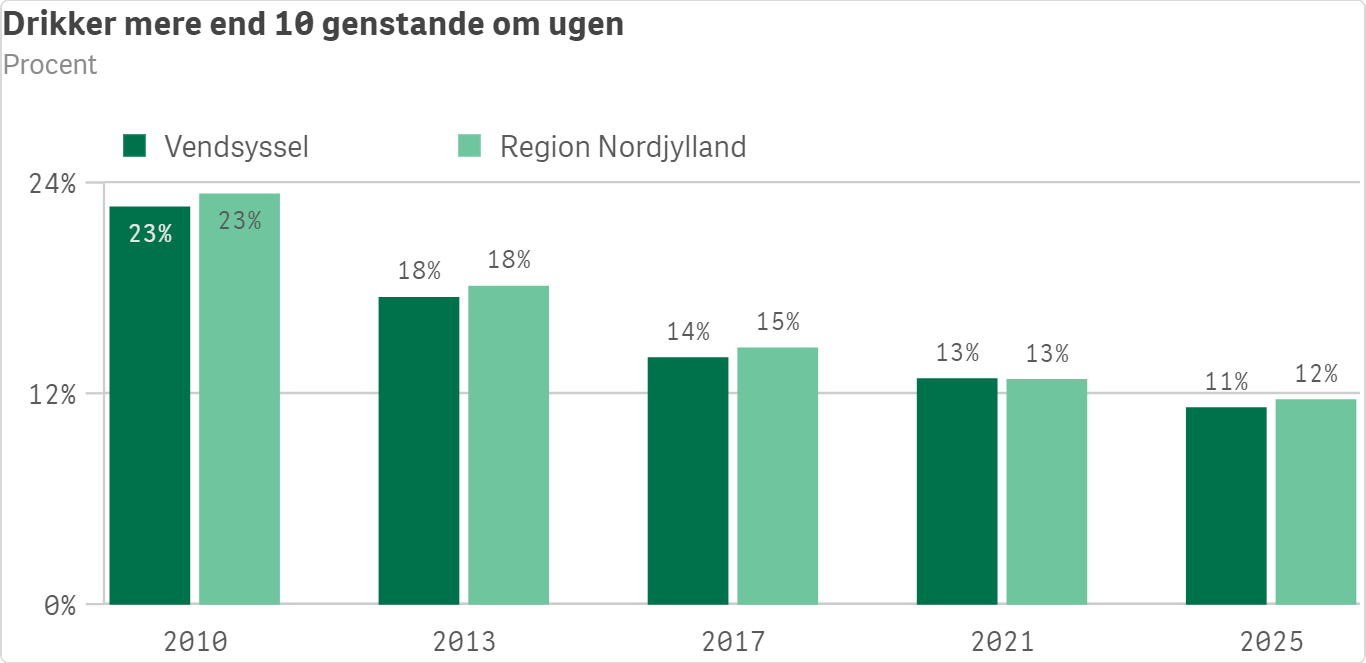 Drikker mere end 10 genstande om ugen
Procent
Vendsyssel Region Nordjylland
24%
23% 23%
18% 18%
14% 15%
13% 13%
11% 12%
12%
0%
2010 2013 2017 2021 2025